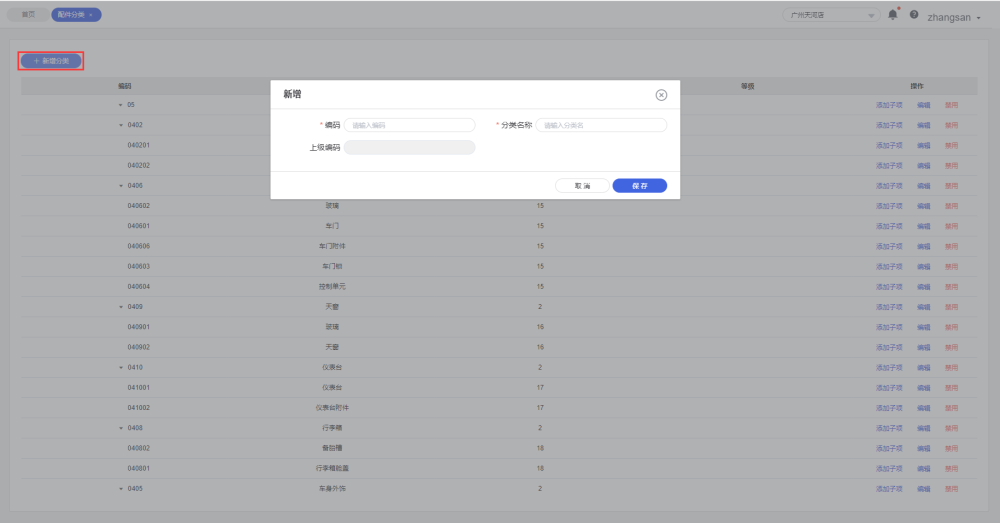 首页 配件分类 × 广州天河店 zhangsan
+ 新增分类
编码 等级 操作
05 添加子项 编辑 禁用
新增
0402 * 编码 请输入编码 * 分类名称 请输入分类名 添加子项 编辑 禁用
040201 上级编码 添加子项 编辑 禁用
040202 添加子项 编辑 禁用
0406 取消 保存 添加子项 编辑 禁用
040602 玻璃 15 添加子项 编辑 禁用
040601 车门 15 添加子项 编辑 禁用
040606 车门附件 15 添加子项 编辑 禁用
040603 车门锁 15 添加子项 编辑 禁用
040604 控制单元 15 添加子项 编辑 禁用
0409 天窗 2 添加子项 编辑 禁用
040901 玻璃 16 添加子项 编辑 禁用
040902 天窗 16 添加子项 编辑 禁用
0410 仪表台 2 添加子项 编辑 禁用
041001 仪表台 17 添加子项 编辑 禁用
041002 仪表台附件 17 添加子项 编辑 禁用
0408 行李箱 2 添加子项 编辑 禁用
040802 备胎箱 18 添加子项 编辑 禁用
040801 行李箱舱盖 18 添加子项 编辑 禁用
0405 车身外饰 2 添加子项 编辑 禁用